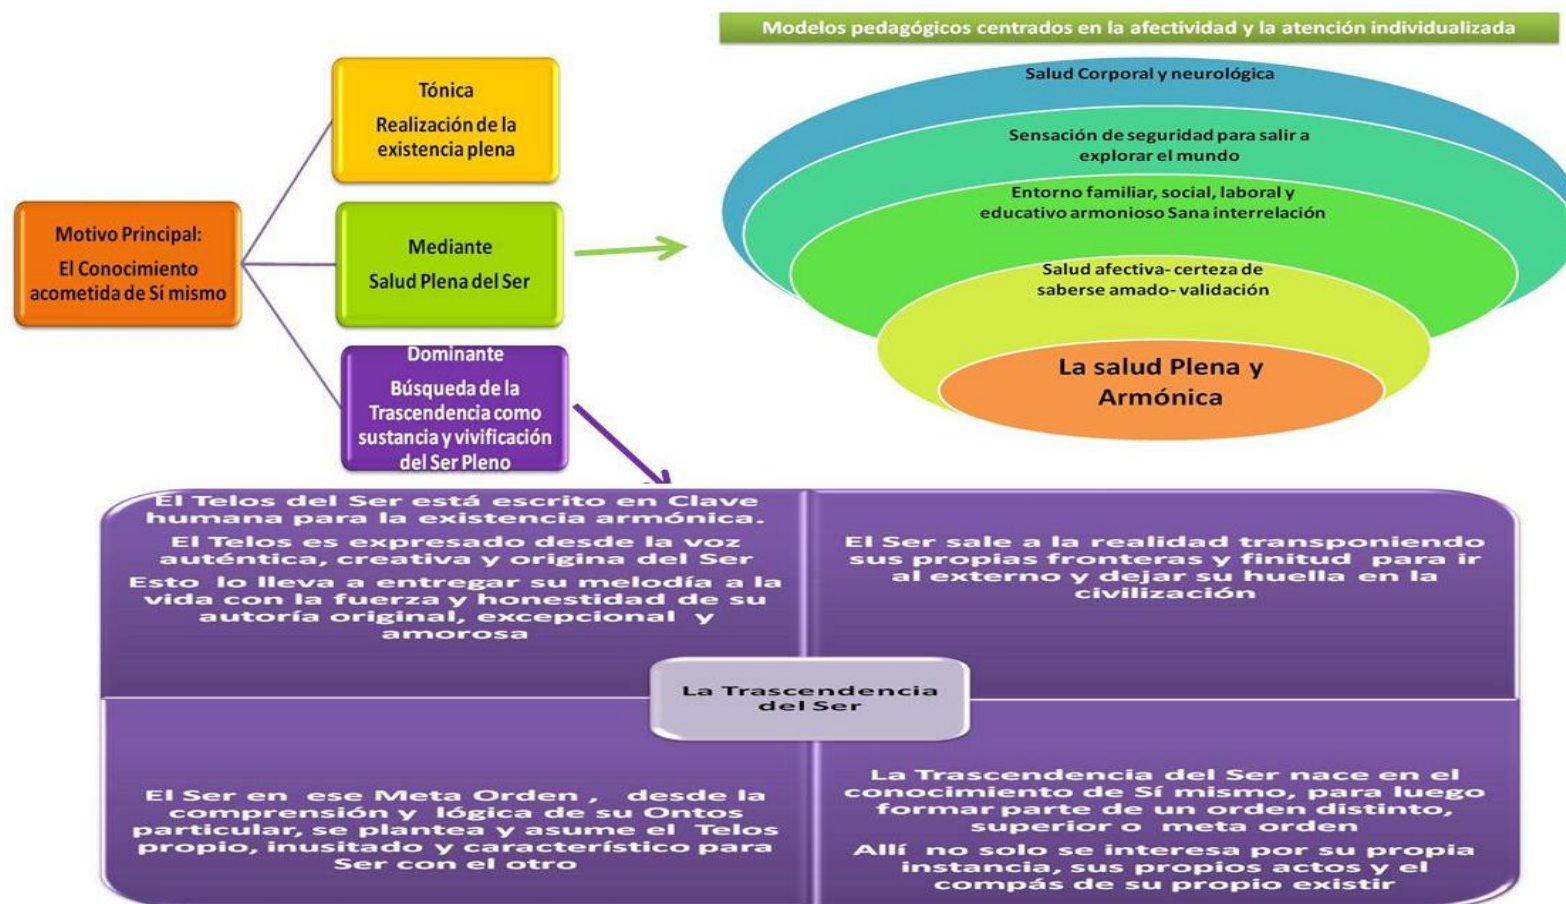 Modelos pedagógicos centrados en la afectividad y la atención individualizada
Tónica
Realización de la
existencia plena
Motivo Principal:
El Conocimiento
acometida de Sí mismo
Mediante
Salud Plena del Ser
Dominante
Búsqueda de la
Trascendencia como
sustancia y vivificación
del Ser Pleno
Salud Corporal y neurológica
Sensación de seguridad para salir a
explorar el mundo
Entorno familiar, social, laboral y
educativo armonioso Sana interrelación
Salud afectiva- certeza de
saberse amado- validación
La salud Plena y
Armónica
El Telos del Ser está escrito en Clave
humana para la existencia armónica.
El Telos es expresado desde la voz
auténtica, creativa y origina del Ser
Esto lo lleva a entregar su melodía a la
vida con la fuerza y honestidad de su
autoría original, excepcional y
amorosa
El Ser sale a la realidad transponiendo
sus propias fronteras y finitud para ir
al externo y dejar su huella en la
civilización
La Trascendencia
del Ser
El Ser en ese Meta Orden , desde la
comprensión y lógica de su Ontos
particular, se plantea y asume el Telos
propio, inusitado y característico para
Ser con el otro
La Trascendencia del Ser nace en el
conocimiento de Sí mismo, para luego
formar parte de un orden distinto,
superior o meta orden
Allí no solo se interesa por su propia
instancia, sus propios actos y el
compás de su propio existir